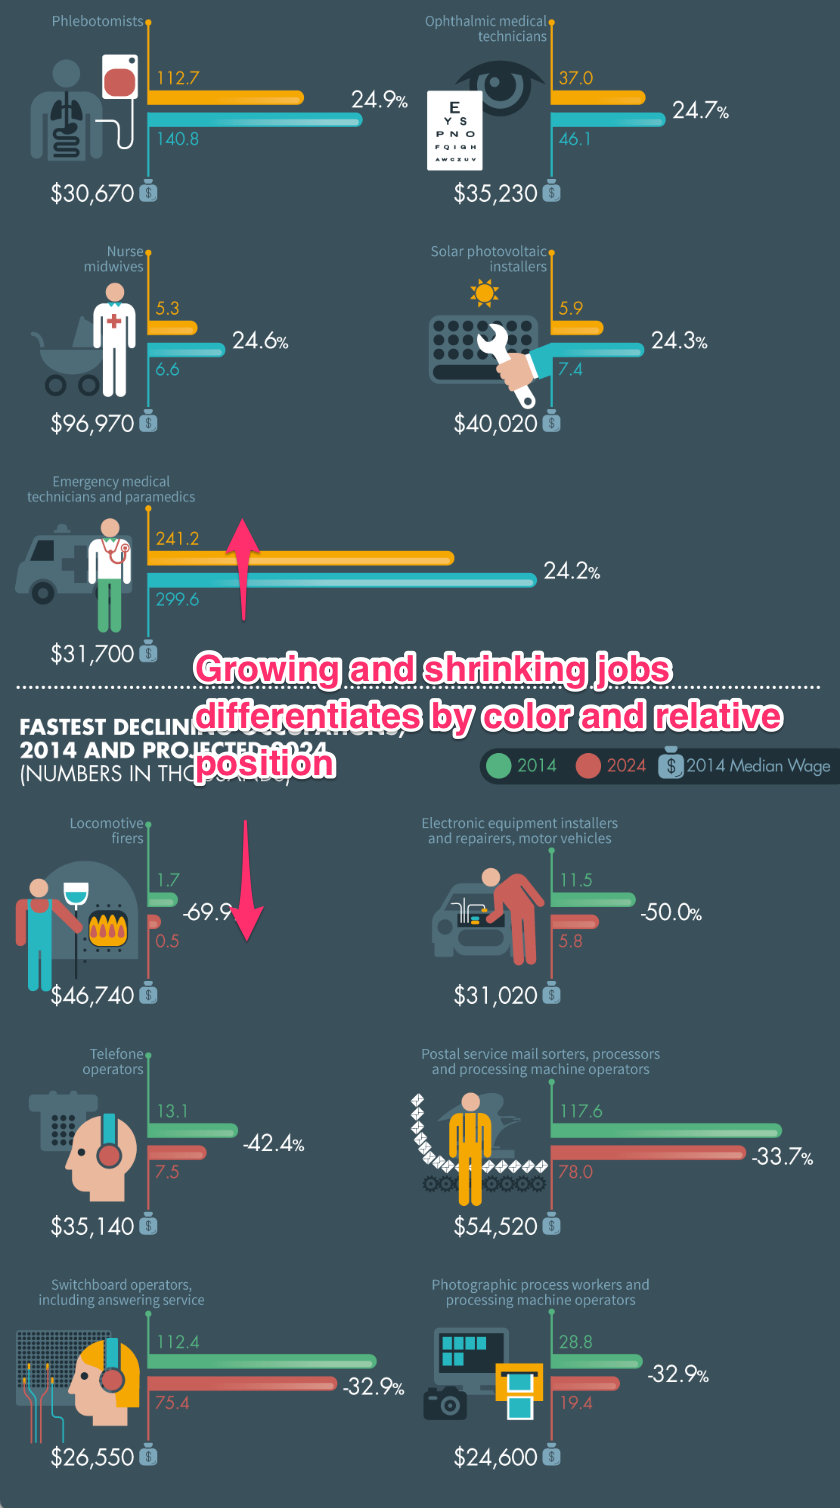 Phlebotomists
112.7
24.9%
140.8
$30,670 $
Ophthalmic medical
technicians
E
Y S
P N O
F Q I G H
A W C Z U V
37.0
24.7%
46.1
$35,230 $
Nurse
midwives
5.3
24.6%
6.6
$96,970 $
Solar photovoltaic
installers
5.9
24.3%
7.4
$40,020 $
Emergency medical
technicians and paramedics
241.2
24.2%
299.6
$31,700 $
Growing and shrinking jobs
differentiates by color and relative
position
FASTEST DECLINING OCCUPATIONS,
2014 AND PROJECTED 2024
(NUMBERS IN THOUSANDS)
2014 2024 $ 2014 Median Wage
Locomotive
firers
1.7
-69.9
0.5
$46,740 $
Electronic equipment installers
and repairers, motor vehicles
11.5
-50.0%
5.8
$31,020 $
Telefone
operators
13.1
-42.4%
7.5
$35,140 $
Postal service mail sorters, processors
and processing machine operators
117.6
-33.7%
78.0
$54,520 $
Switchboard operators,
including answering service
112.4
-32.9%
75.4
$26,550 $
Photographic process workers and
processing machine operators
28.8
-32.9%
19.4
$24,600 $